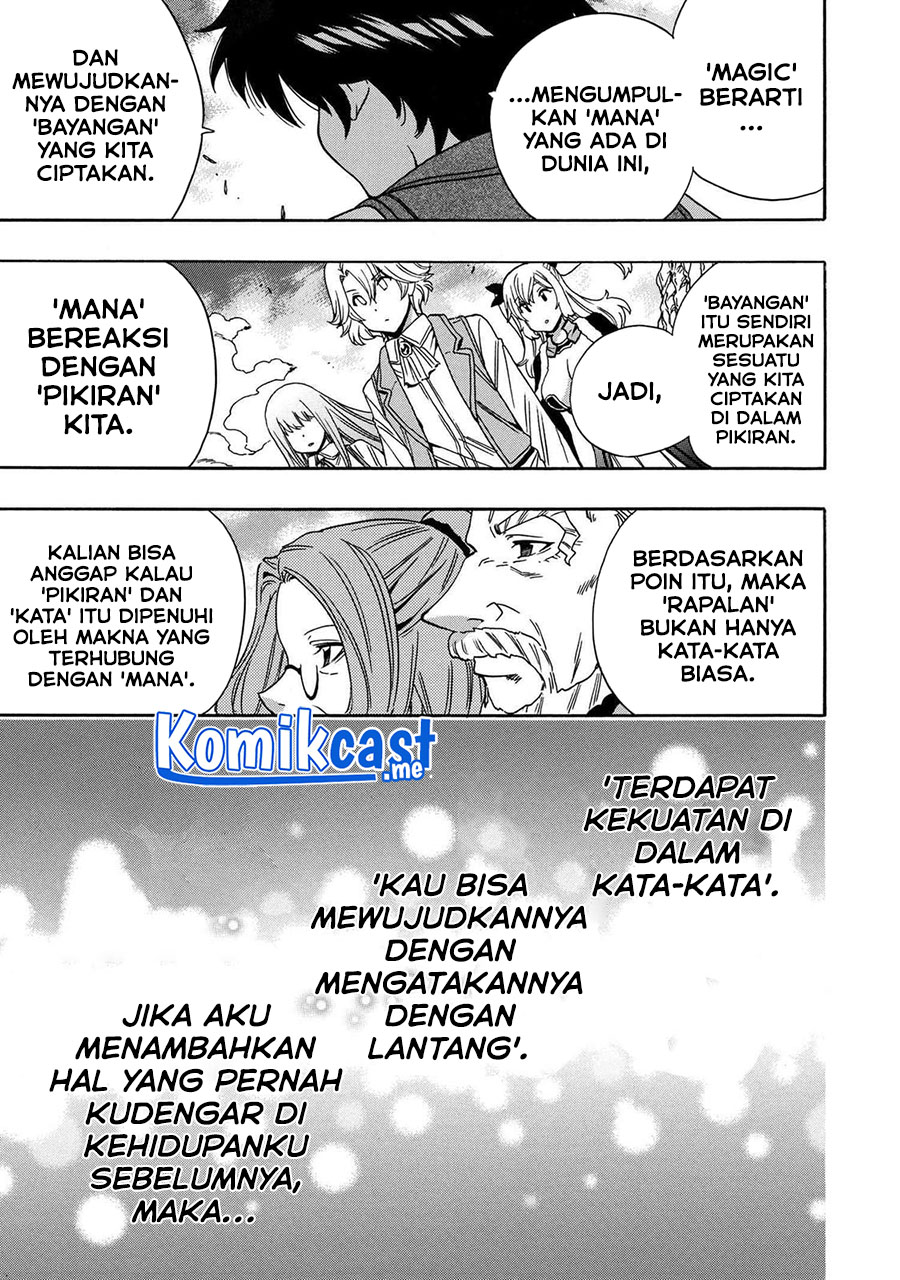 'MAGIC'
BERARTI
...
...MENGUMPUL-
KAN 'MANA'
YANG ADA DI
DUNIA INI,
DAN
MEWUJUDKAN-
NYA DENGAN
'BAYANGAN'
YANG KITA
CIPTAKAN.
'BAYANGAN'
ITU SENDIRI
MERUPAKAN
SESUATU
YANG KITA
CIPTAKAN
DI DALAM
PIKIRAN.
JADI,
'MANA'
BEREAKSI
DENGAN
'PIKIRAN'
KITA.
BERDASARKAN
POIN ITU, MAKA
'RAPALAN'
BUKAN HANYA
KATA-KATA
BIASA.
KALIAN BISA
ANGGAP KALAU
'PIKIRAN' DAN
'KATA' ITU DIPENUHI
OLEH MAKNA YANG
TERHUBUNG
DENGAN 'MANA'.
Komikcast
.me
'TERDAPAT
KEKUATAN DI
DALAM
KATA-KATA'.
'KAU BISA
MEWUJUDKANNYA
DENGAN
MENGATAKANNYA
DENGAN
LANTANG'.
JIKA AKU
MENAMBAHKAN
HAL YANG PERNAH
KUDENGAR DI
KEHIDUPANKU
SEBELUMNYA,
MAKA...